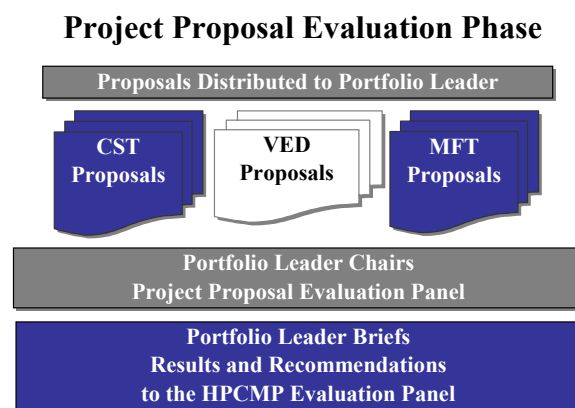 Project Proposal Evaluation Phase
Proposals Distributed to Portfolio Leader
CST
Proposals
VED
Proposals
MFT
Proposals
Portfolio Leader Chairs
Project Proposal Evaluation Panel
Portfolio Leader Briefs
Results and Recommendations
to the HPCMP Evaluation Panel